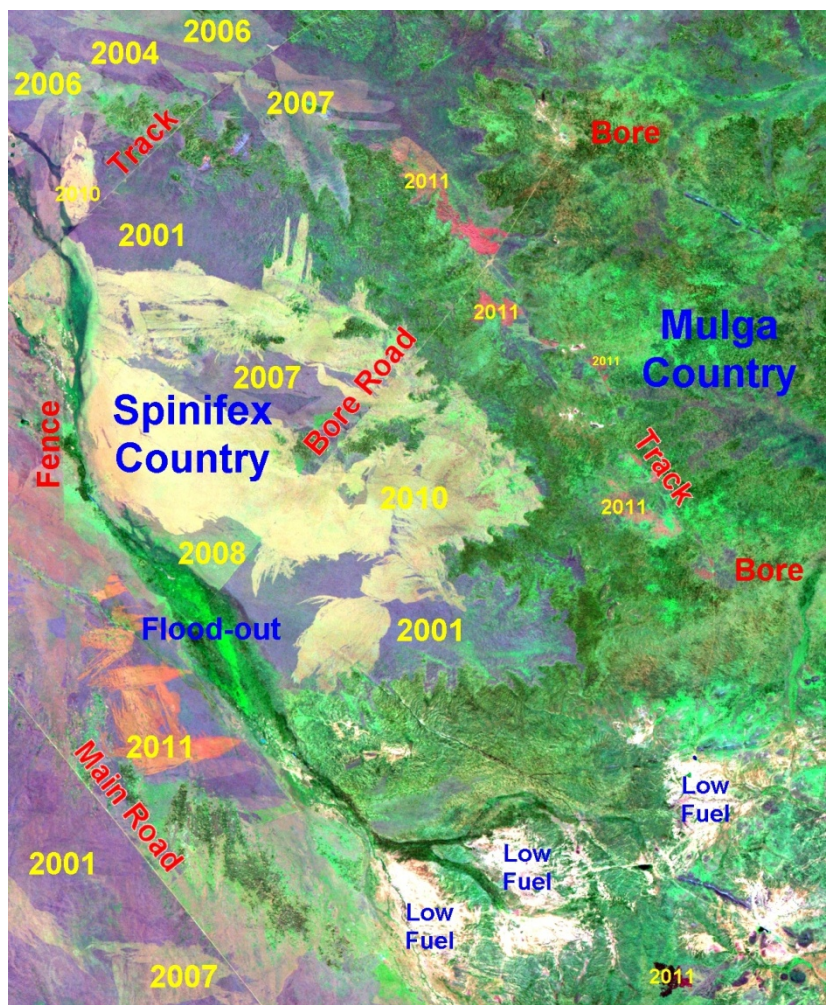 2006
2004
2006
2007
Track
Bore
2010
2011
2001
2011
Mulga
Country
2011
2007
Bore Road
Spinifex
Country
Fence
Track
2010
2011
2008
Bore
Flood-out
2001
2011
Main Road
Low
Fuel
2001
Low
Fuel
Low
Fuel
2007
2011